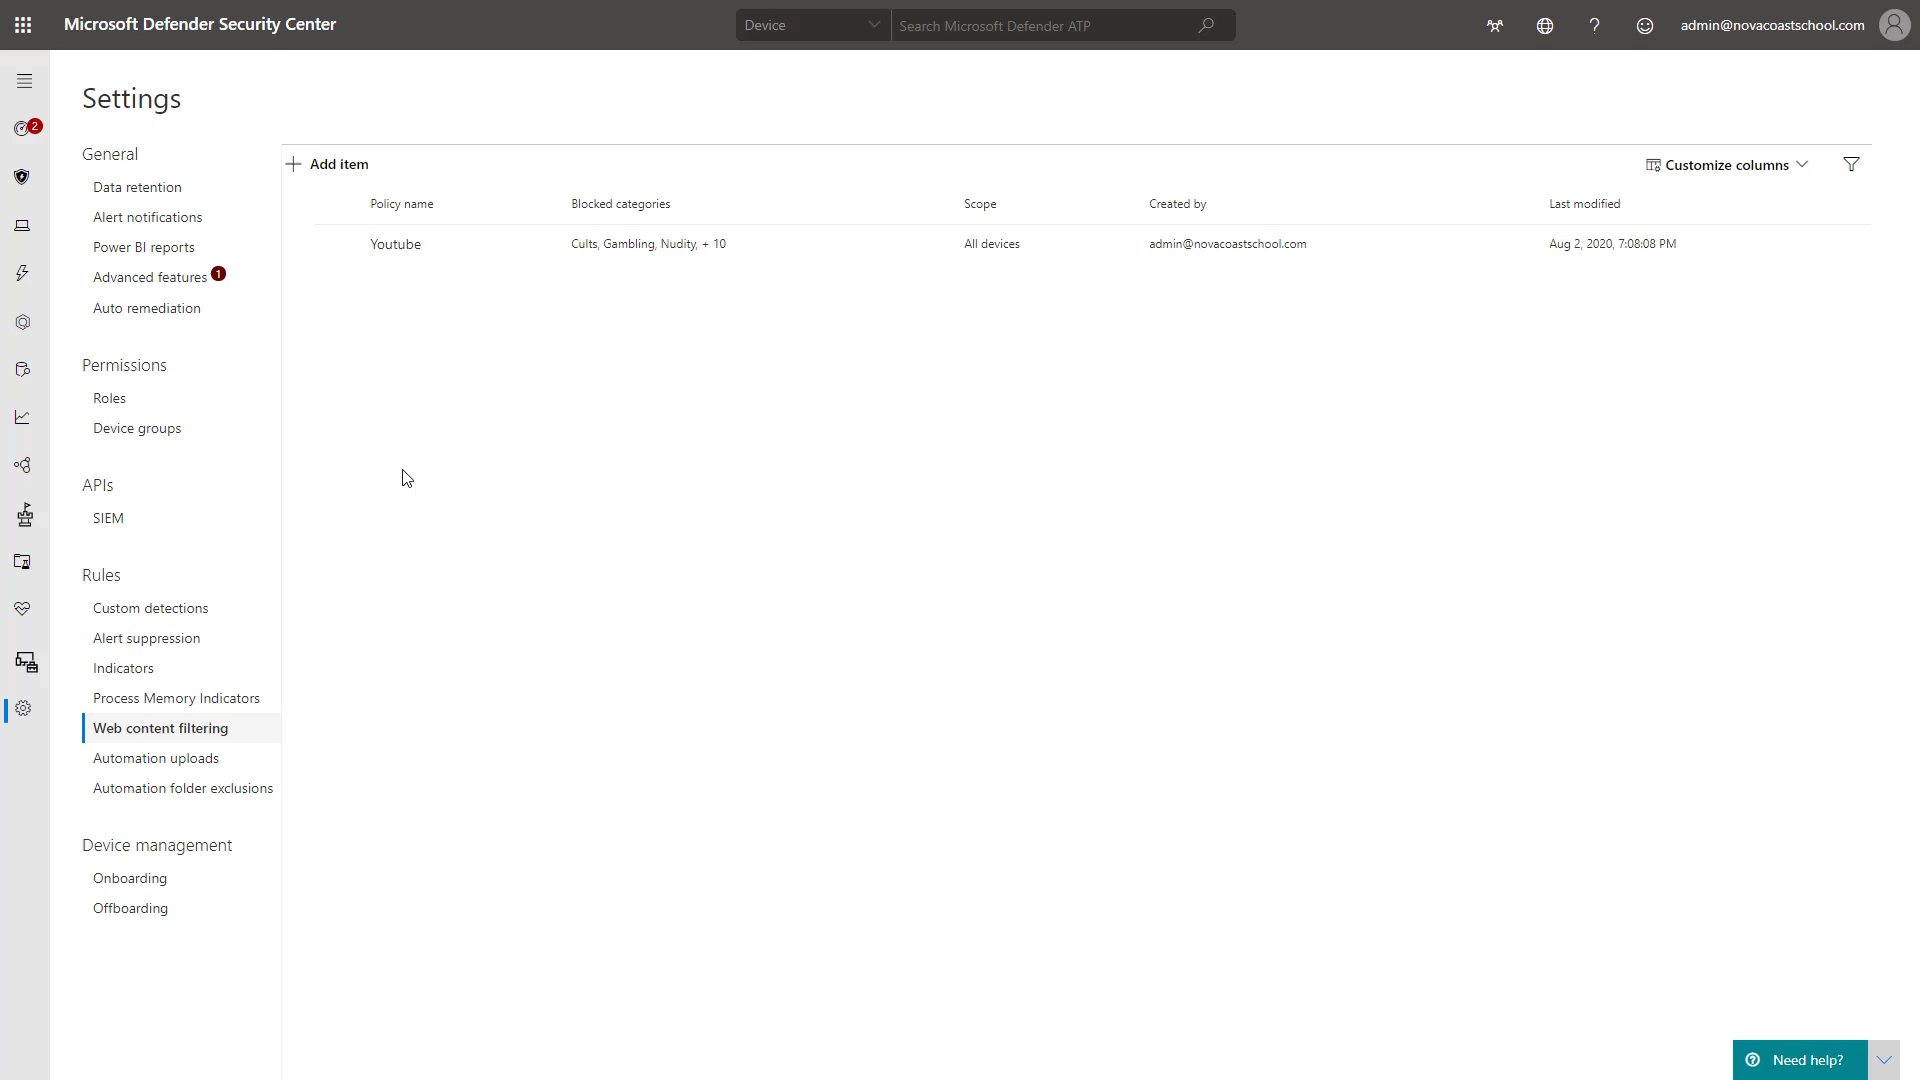 Microsoft Defender Security Center
Device
Search Microsoft Defender ATP
admin@novacoastschool.com
2
Settings
General
Data retention
Alert notifications
Power BI reports
Advanced features 1
Auto remediation
Permissions
Roles
Device groups
APIs
SIEM
Rules
Custom detections
Alert suppression
Indicators
Process Memory Indicators
Web content filtering
Automation uploads
Automation folder exclusions
Device management
Onboarding
Offboarding
Add item
Customize columns
Policy name Blocked categories Scope Created by Last modified
Youtube Cults, Gambling, Nudity, + 10 All devices admin@novacoastschool.com Aug 2, 2020, 7:08:08 PM
Need help?